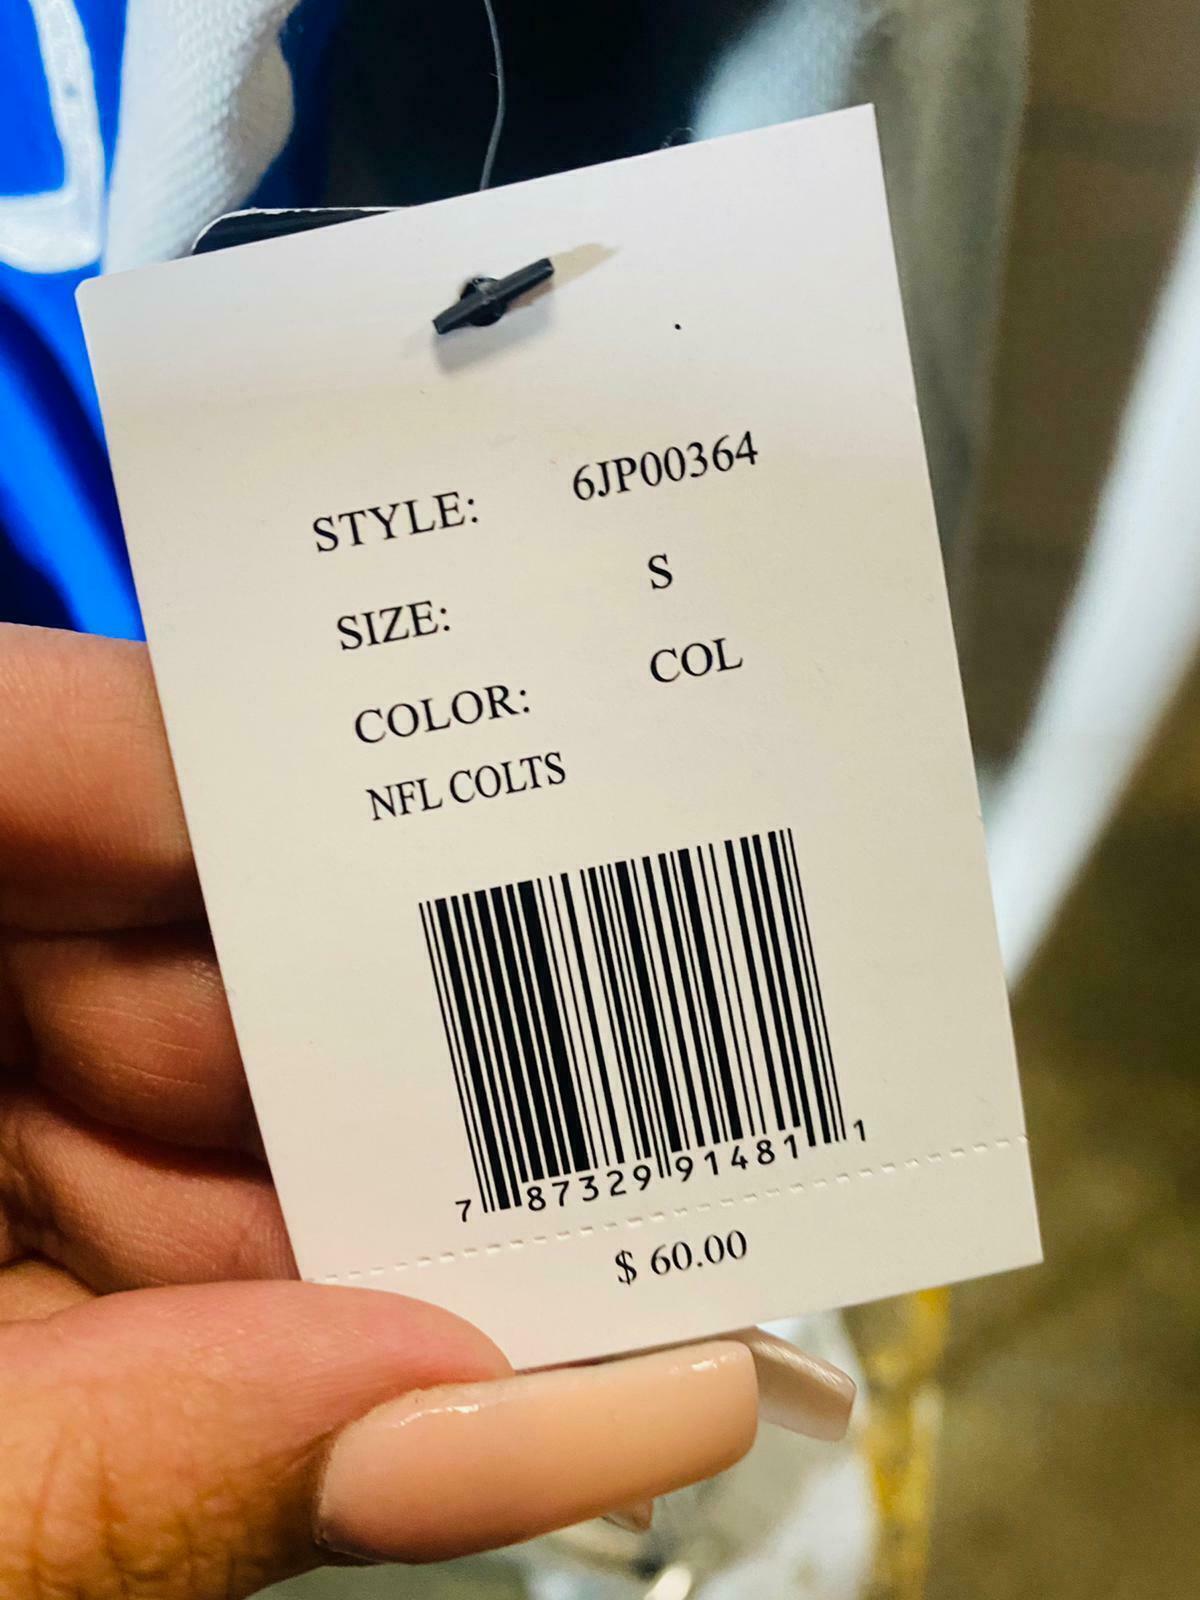 STYLE: 6JP00364
SIZE: S
COLOR: COL
NFL COLTS
7 87329 91481 1
$ 60.00